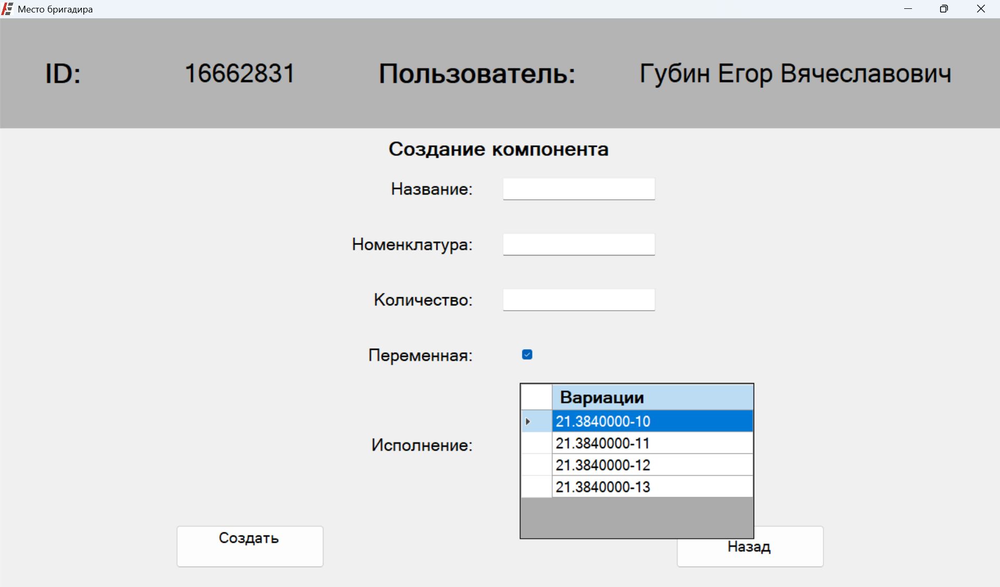 Место бригадира
ID: 16662831 Пользователь: Губин Егор Вячеславович
Создание компонента
Название:
Номенклатура:
Количество:
Переменная:
Исполнение:
Вариации
21.3840000-10
21.3840000-11
21.3840000-12
21.3840000-13
Создать
Назад